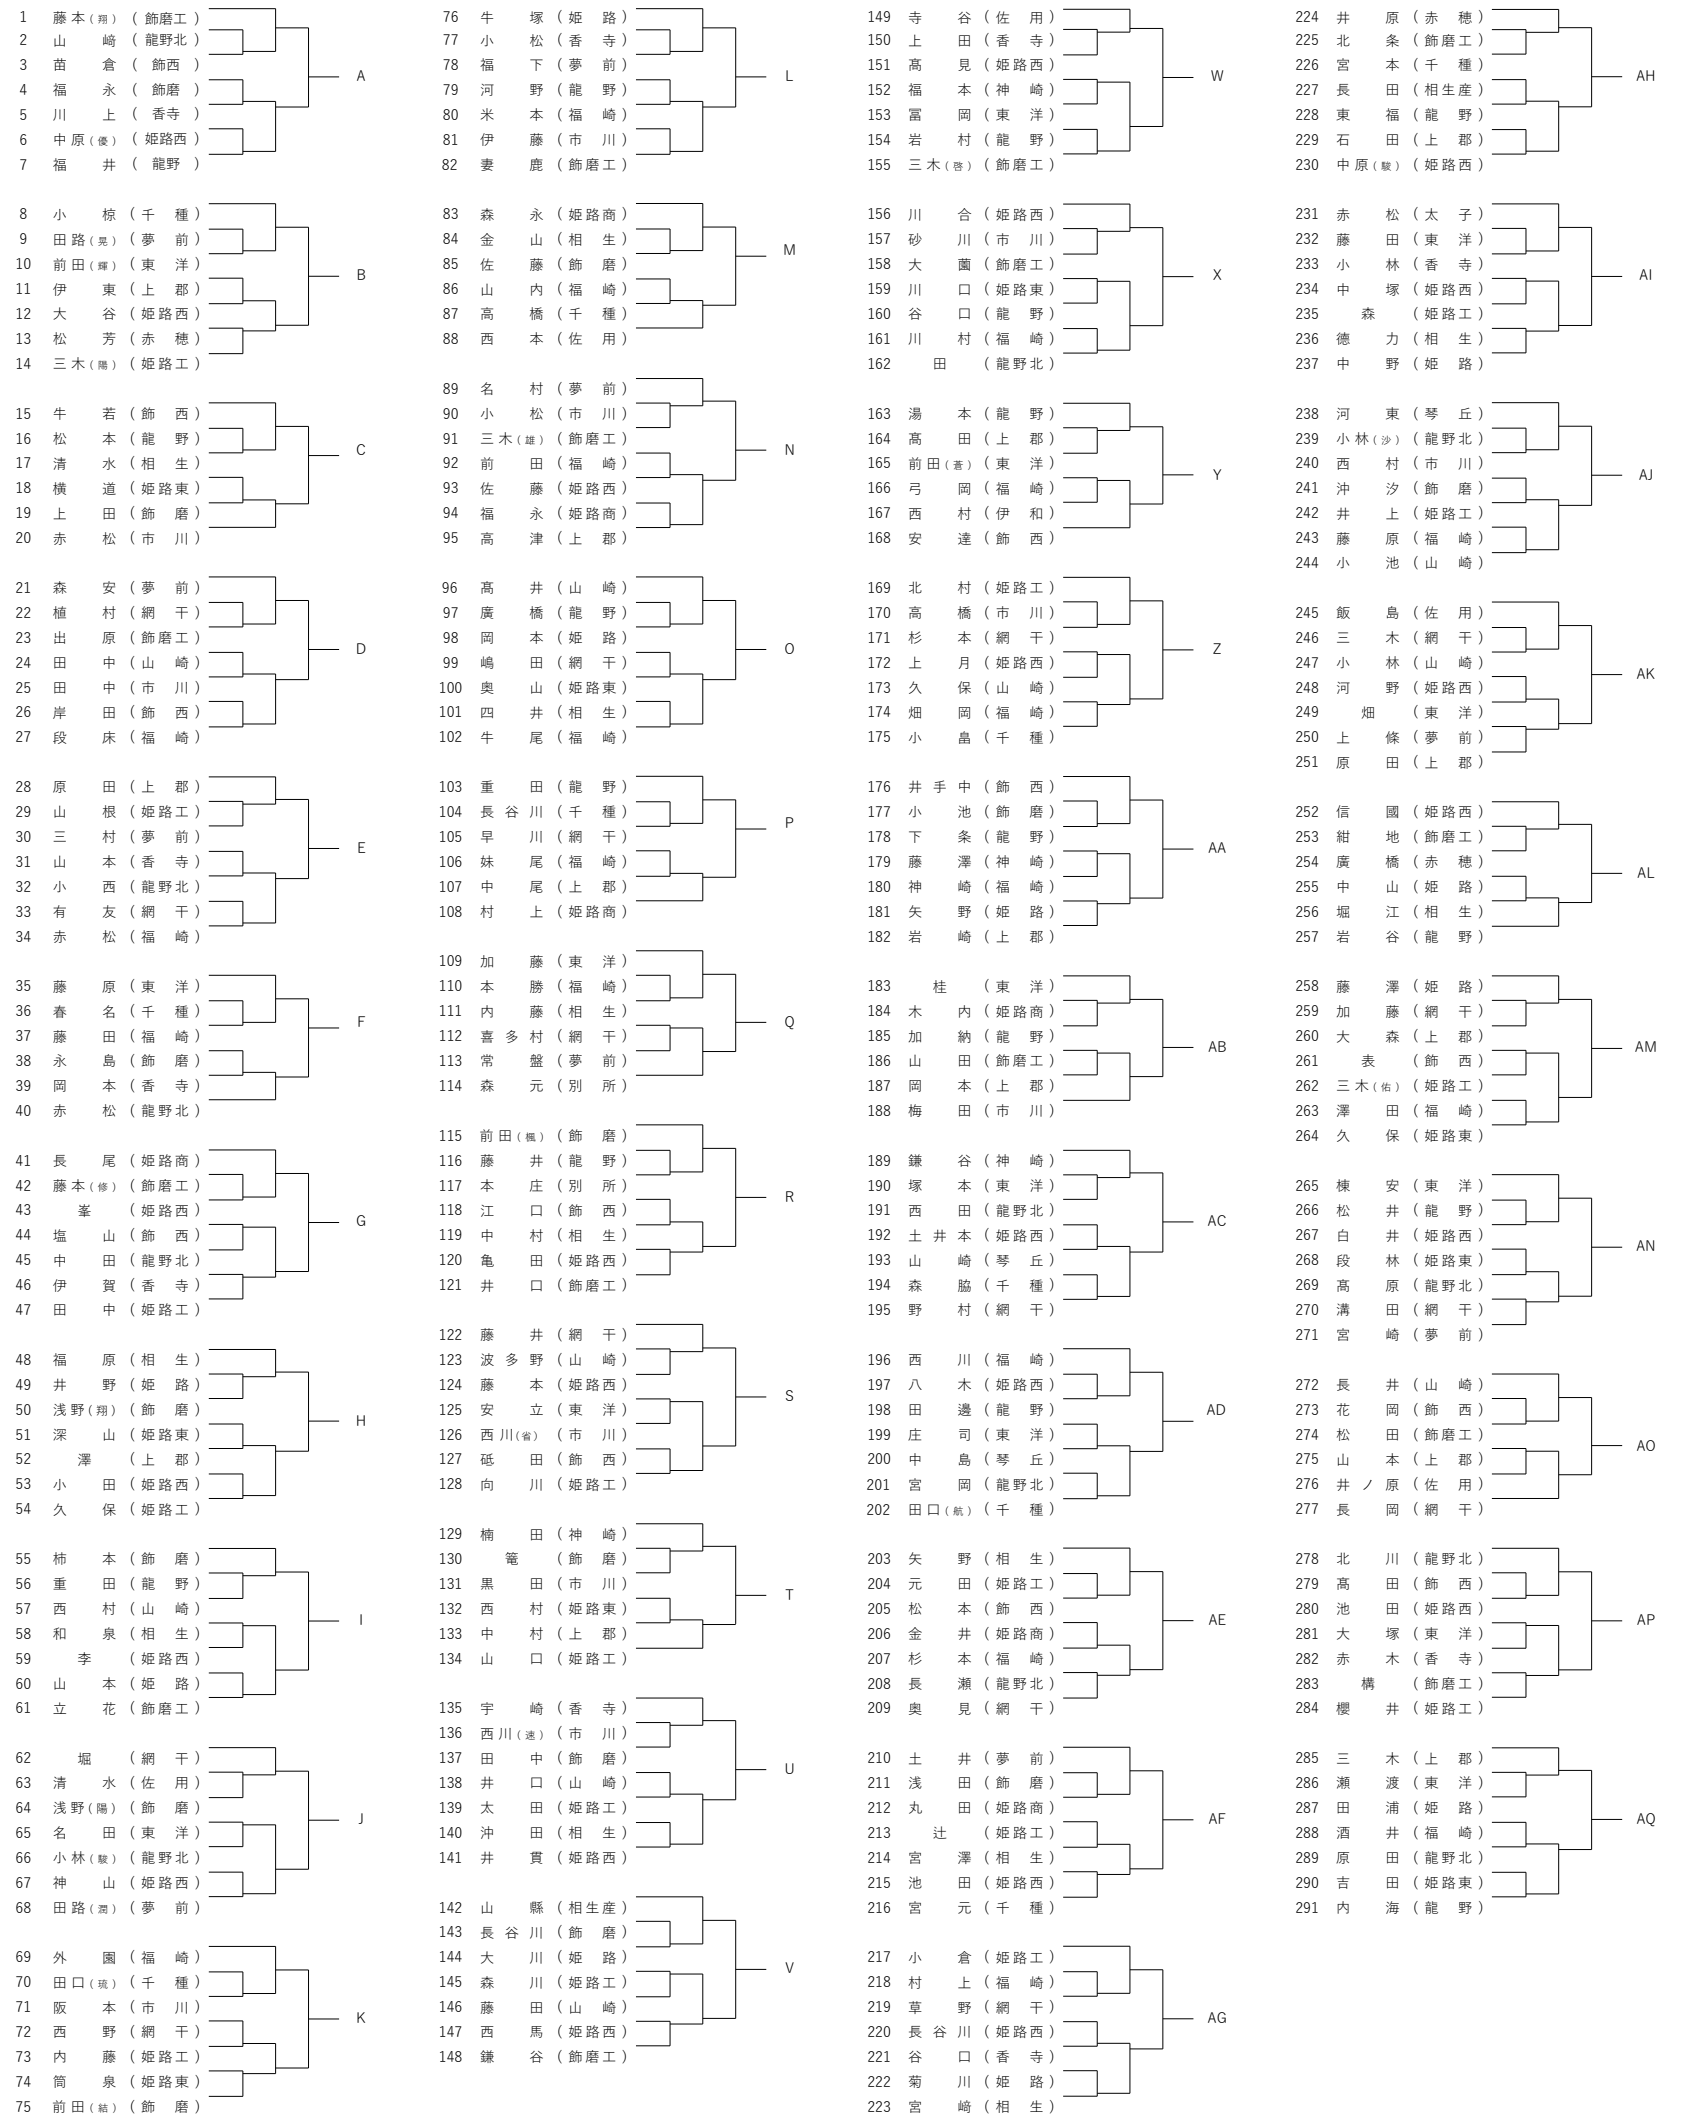 1 藤本(翔) (飾磨工)
2 山﨑 (龍野北)
3 苗倉 (飾西)
4 福永 (飾磨)
5 川上 (香寺)
6 中原(優) (姫路西)
7 福井 (龍野)
A
8 小椋 (千種)
9 田路(晃) (夢前)
10 前田(輝) (東洋)
11 伊東 (上郡)
12 大谷 (姫路西)
13 松芳 (赤穂)
14 三木(陽) (姫路工)
B
15 牛若 (飾西)
16 松本 (龍野)
17 清水 (相生)
18 横道 (姫路東)
19 上田 (飾磨)
20 赤松 (市川)
C
21 森安 (夢前)
22 植村 (網干)
23 出原 (飾磨工)
24 田中 (山崎)
25 田中 (市川)
26 岸田 (飾西)
27 段床 (福崎)
D
28 原田 (上郡)
29 山根 (姫路工)
30 三村 (夢前)
31 山本 (香寺)
32 小西 (龍野北)
33 有友 (網干)
34 赤松 (福崎)
E
35 藤原 (東洋)
36 春名 (千種)
37 藤田 (福崎)
38 永島 (飾磨)
39 岡本 (香寺)
40 赤松 (龍野北)
F
41 長尾 (姫路商)
42 藤本(修) (飾磨工)
43 峯 (姫路西)
44 塩山 (飾西)
45 中田 (龍野北)
46 伊賀 (香寺)
47 田中 (姫路工)
G
48 福原 (相生)
49 井野 (姫路)
50 浅野(翔) (飾磨)
51 深山 (姫路東)
52 澤 (上郡)
53 小田 (姫路西)
54 久保 (姫路工)
H
55 柿本 (飾磨)
56 重田 (龍野)
57 西村 (山崎)
58 和泉 (相生)
59 李 (姫路西)
60 山本 (姫路)
61 立花 (飾磨工)
I
62 堀 (網干)
63 清水 (佐用)
64 浅野(陽) (飾磨)
65 名田 (東洋)
66 小林(駿) (龍野北)
67 神山 (姫路西)
68 田路(潤) (夢前)
J
69 外園 (福崎)
70 田口(琉) (千種)
71 阪本 (市川)
72 西野 (網干)
73 内藤 (姫路工)
74 筒泉 (姫路東)
75 前田(結) (飾磨)
K
76 牛塚 (姫路)
77 小松 (香寺)
78 福下 (夢前)
79 河野 (龍野)
80 米本 (福崎)
81 伊藤 (市川)
82 妻鹿 (飾磨工)
L
83 森永 (姫路商)
84 金山 (相生)
85 佐藤 (飾磨)
86 山内 (福崎)
87 高橋 (千種)
88 西本 (佐用)
M
89 名村 (夢前)
90 小松 (市川)
91 三木(雄) (飾磨工)
92 前田 (福崎)
93 佐藤 (姫路西)
94 福永 (姫路商)
95 高津 (上郡)
N
96 髙井 (山崎)
97 廣橋 (龍野)
98 岡本 (姫路)
99 嶋田 (網干)
100 奥山 (姫路東)
101 四井 (相生)
102 牛尾 (福崎)
O
103 重田 (龍野)
104 長谷川 (千種)
105 早川 (網干)
106 妹尾 (福崎)
107 中尾 (上郡)
108 村上 (姫路商)
P
109 加藤 (東洋)
110 本勝 (福崎)
111 内藤 (相生)
112 喜多村 (網干)
113 常盤 (夢前)
114 森元 (別所)
Q
115 前田(楓) (飾磨)
116 藤井 (龍野)
117 本庄 (別所)
118 江口 (飾西)
119 中村 (相生)
120 亀田 (姫路西)
121 井口 (飾磨工)
R
122 藤井 (網干)
123 波多野 (山崎)
124 藤本 (姫路西)
125 安立 (東洋)
126 西川(省) (市川)
127 砥田 (飾西)
128 向川 (姫路工)
S
129 楠田 (神崎)
130 篭 (飾磨)
131 黒田 (市川)
132 西村 (姫路東)
133 中村 (上郡)
134 山口 (姫路工)
T
135 宇崎 (香寺)
136 西川(速) (市川)
137 田中 (飾磨)
138 井口 (山崎)
139 太田 (姫路工)
140 沖田 (相生)
141 井貫 (姫路西)
U
142 山縣 (相生産)
143 長谷川 (飾磨)
144 大川 (姫路)
145 森川 (姫路工)
146 藤田 (山崎)
147 西馬 (姫路西)
148 鎌谷 (飾磨工)
V
149 寺谷 (佐用)
150 上田 (香寺)
151 髙見 (姫路西)
152 福本 (神崎)
153 冨岡 (東洋)
154 岩村 (龍野)
155 三木(啓) (飾磨工)
W
156 川合 (姫路西)
157 砂川 (市川)
158 大薗 (飾磨工)
159 川口 (姫路東)
160 谷口 (龍野)
161 川村 (福崎)
162 田 (龍野北)
X
163 湯本 (龍野)
164 髙田 (上郡)
165 前田(蒼) (東洋)
166 弓岡 (福崎)
167 西村 (伊和)
168 安達 (飾西)
Y
169 北村 (姫路工)
170 高橋 (市川)
171 杉本 (網干)
172 上月 (姫路西)
173 久保 (山崎)
174 畑岡 (福崎)
175 小畠 (千種)
Z
176 井手中 (飾西)
177 小池 (飾磨)
178 下条 (龍野)
179 藤澤 (神崎)
180 神崎 (福崎)
181 矢野 (姫路)
182 岩崎 (上郡)
AA
183 桂 (東洋)
184 木内 (姫路商)
185 加納 (龍野)
186 山田 (飾磨工)
187 岡本 (上郡)
188 梅田 (市川)
AB
189 鎌谷 (神崎)
190 塚本 (東洋)
191 西田 (龍野北)
192 土井本 (姫路西)
193 山崎 (琴丘)
194 森脇 (千種)
195 野村 (網干)
AC
196 西川 (福崎)
197 八木 (姫路西)
198 田邊 (龍野)
199 庄司 (東洋)
200 中島 (琴丘)
201 宮岡 (龍野北)
202 田口(航) (千種)
AD
203 矢野 (相生)
204 元田 (姫路工)
205 松本 (飾西)
206 金井 (姫路商)
207 杉本 (福崎)
208 長瀬 (龍野北)
209 奥見 (網干)
AE
210 土井 (夢前)
211 浅田 (飾磨)
212 丸田 (姫路商)
213 辻 (姫路工)
214 宮澤 (相生)
215 池田 (姫路西)
216 宮元 (千種)
AF
217 小倉 (姫路工)
218 村上 (福崎)
219 草野 (網干)
220 長谷川 (姫路西)
221 谷口 (香寺)
222 菊川 (姫路)
223 宮﨑 (相生)
AG
224 井原 (赤穂)
225 北条 (飾磨工)
226 宮本 (千種)
227 長田 (相生産)
228 東福 (龍野)
229 石田 (上郡)
230 中原(駿) (姫路西)
AH
231 赤松 (太子)
232 藤田 (東洋)
233 小林 (香寺)
234 中塚 (姫路西)
235 森 (姫路工)
236 德力 (相生)
237 中野 (姫路)
AI
238 河東 (琴丘)
239 小林(沙) (龍野北)
240 西村 (市川)
241 沖汐 (飾磨)
242 井上 (姫路工)
243 藤原 (福崎)
244 小池 (山崎)
AJ
245 飯島 (佐用)
246 三木 (網干)
247 小林 (山崎)
248 河野 (姫路西)
249 畑 (東洋)
250 上條 (夢前)
251 原田 (上郡)
AK
252 信國 (姫路西)
253 紺地 (飾磨工)
254 廣橋 (赤穂)
255 中山 (姫路)
256 堀江 (相生)
257 岩谷 (龍野)
AL
258 藤澤 (姫路)
259 加藤 (網干)
260 大森 (上郡)
261 表 (飾西)
262 三木(佑) (姫路工)
263 澤田 (福崎)
264 久保 (姫路東)
AM
265 棟安 (東洋)
266 松井 (龍野)
267 白井 (姫路西)
268 段林 (姫路東)
269 髙原 (龍野北)
270 溝田 (網干)
271 宮崎 (夢前)
AN
272 長井 (山崎)
273 花岡 (飾西)
274 松田 (飾磨工)
275 山本 (上郡)
276 井ノ原 (佐用)
277 長岡 (網干)
AO
278 北川 (龍野北)
279 髙田 (飾西)
280 池田 (姫路西)
281 大塚 (東洋)
282 赤木 (香寺)
283 構 (飾磨工)
284 櫻井 (姫路工)
AP
285 三木 (上郡)
286 瀬渡 (東洋)
287 田浦 (姫路)
288 酒井 (福崎)
289 原田 (龍野北)
290 吉田 (姫路東)
291 内海 (龍野)
AQ